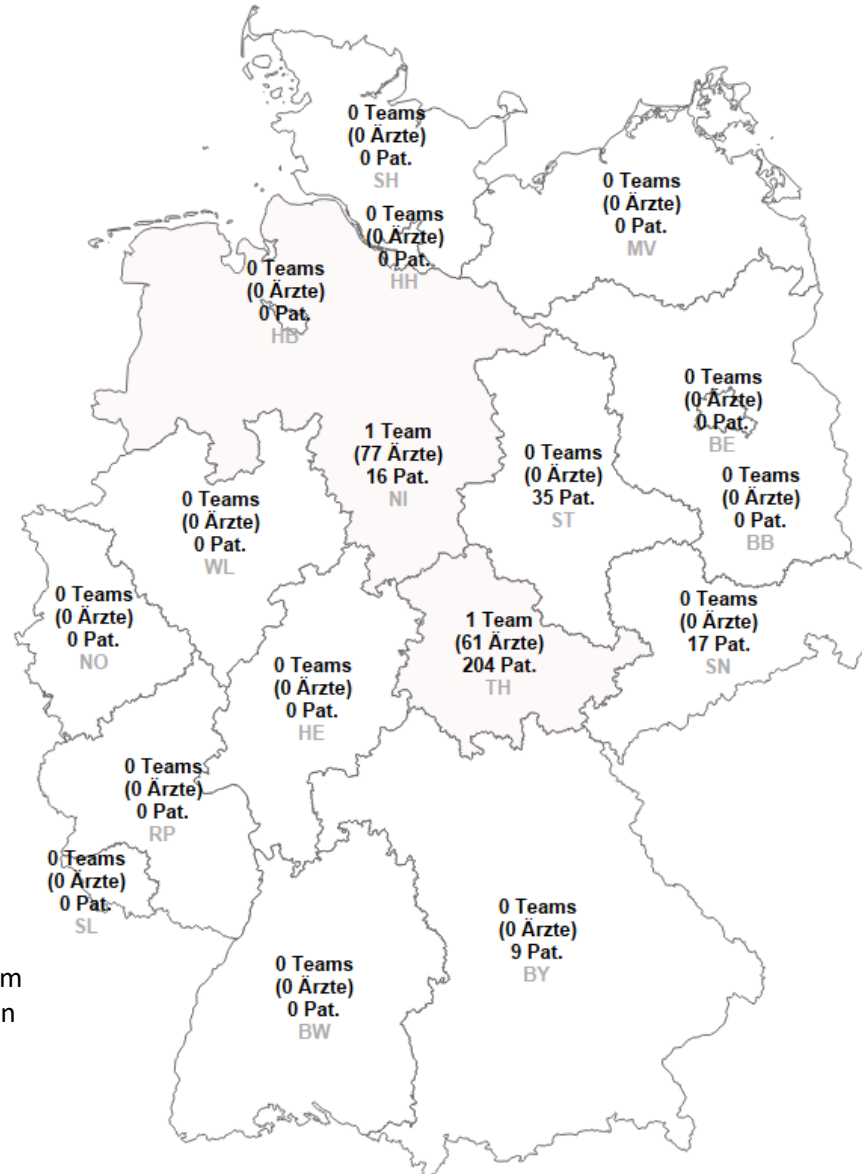 0 Teams
(0 Ärzte)
0 Pat.
SH
0 Teams
(0 Ärzte)
0 Pat.
MV
0 Teams
(0 Ärzte)
0 Pat.
HH
0 Teams
(0 Ärzte)
0 Pat.
HB
0 Teams
(0 Ärzte)
0 Pat.
BE
1 Team
(77 Ärzte)
16 Pat.
NI
0 Teams
(0 Ärzte)
35 Pat.
ST
0 Teams
(0 Ärzte)
0 Pat.
BB
0 Teams
(0 Ärzte)
0 Pat.
WL
0 Teams
(0 Ärzte)
0 Pat.
NO
1 Team
(61 Ärzte)
204 Pat.
TH
0 Teams
(0 Ärzte)
17 Pat.
SN
0 Teams
(0 Ärzte)
0 Pat.
HE
0 Teams
(0 Ärzte)
0 Pat.
RP
0 Teams
(0 Ärzte)
0 Pat.
SL
0 Teams
(0 Ärzte)
9 Pat.
BY
0 Teams
(0 Ärzte)
0 Pat.
BW
m
n